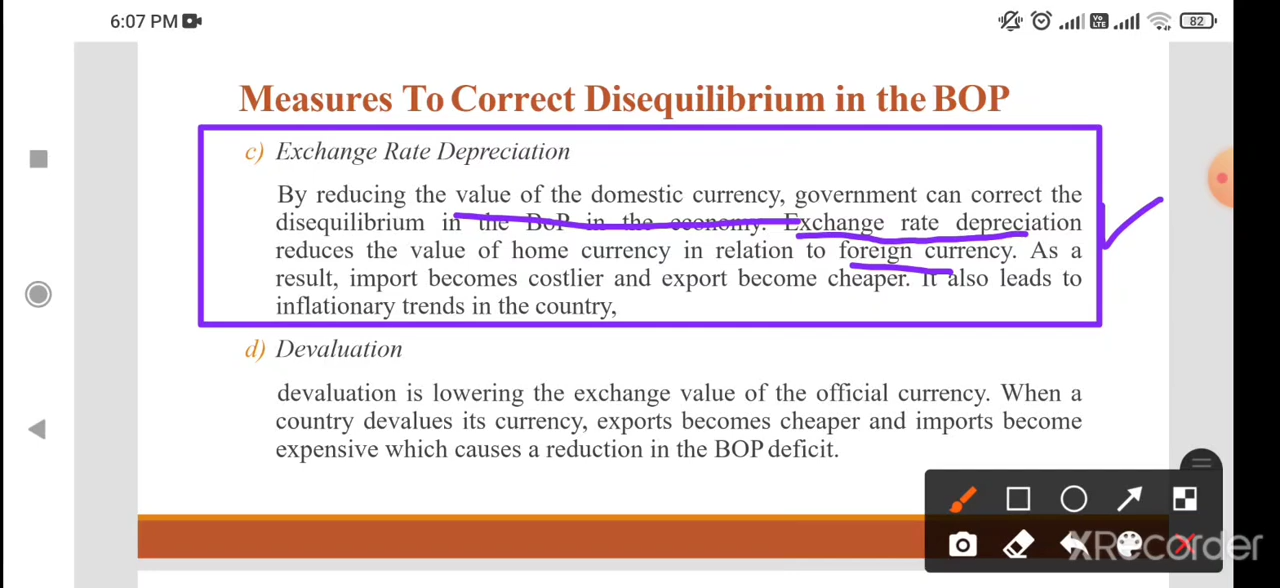 6:07 PM
Vo
LTE
82
Measures To Correct Disequilibrium in the BOP
c) Exchange Rate Depreciation
By reducing the value of the domestic currency, government can correct the
disequilibrium in the BoP in the economy. Exchange rate depreciation
reduces the value of home currency in relation to foreign currency. As a
result, import becomes costlier and export become cheaper. It also leads to
inflationary trends in the country,
d) Devaluation
devaluation is lowering the exchange value of the official currency. When a
country devalues its currency, exports becomes cheaper and imports become
expensive which causes a reduction in the BOP deficit.
XRecorder